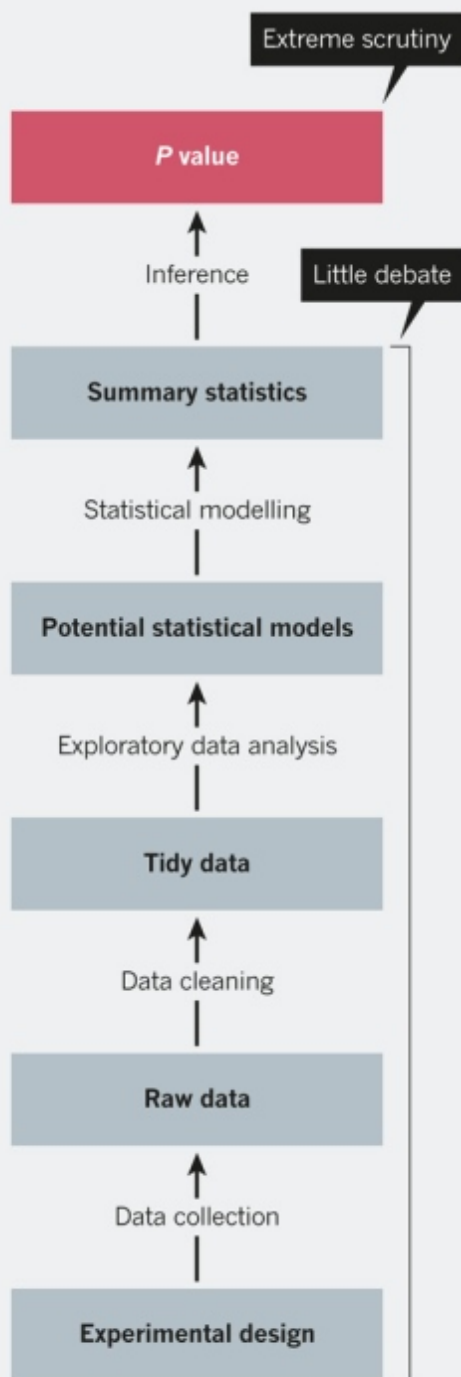 Extreme scrutiny
P value
Inference
Little debate
Summary statistics
Statistical modelling
Potential statistical models
Exploratory data analysis
Tidy data
Data cleaning
Raw data
Data collection
Experimental design